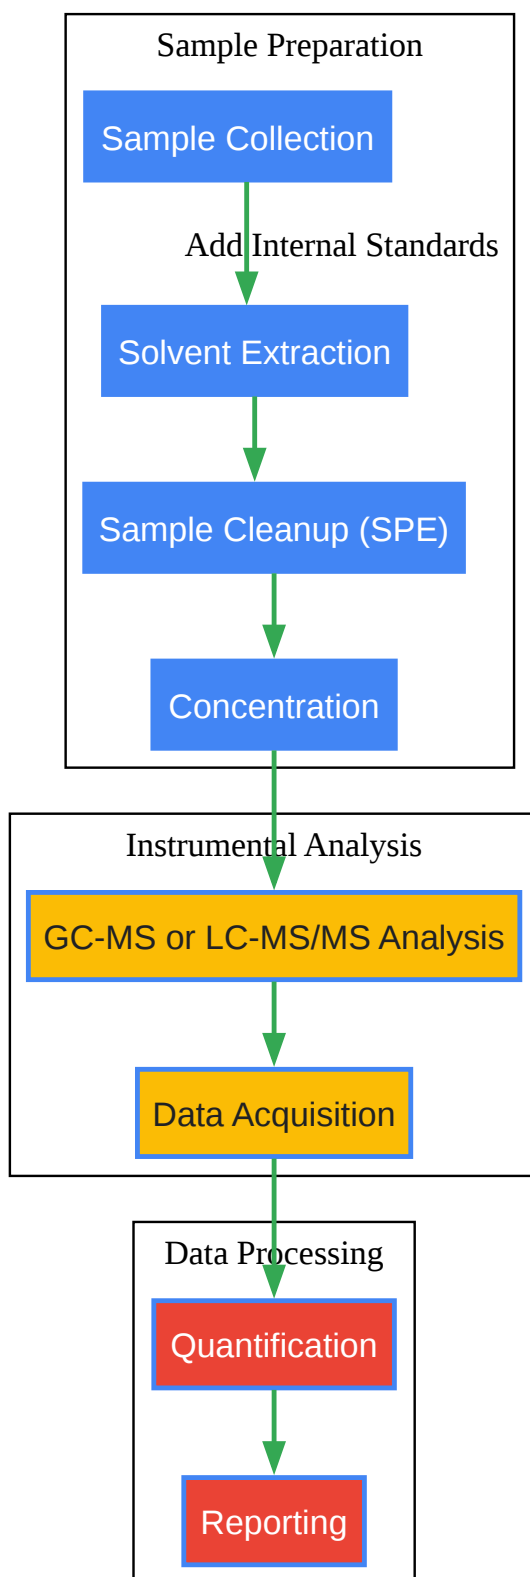 Sample Preparation
Sample Collection
Add Internal Standards
Solvent Extraction
Sample Cleanup (SPE)
Concentration
Instrumental Analysis
GC-MS or LC-MS/MS Analysis
Data Acquisition
Data Processing
Quantification
Reporting